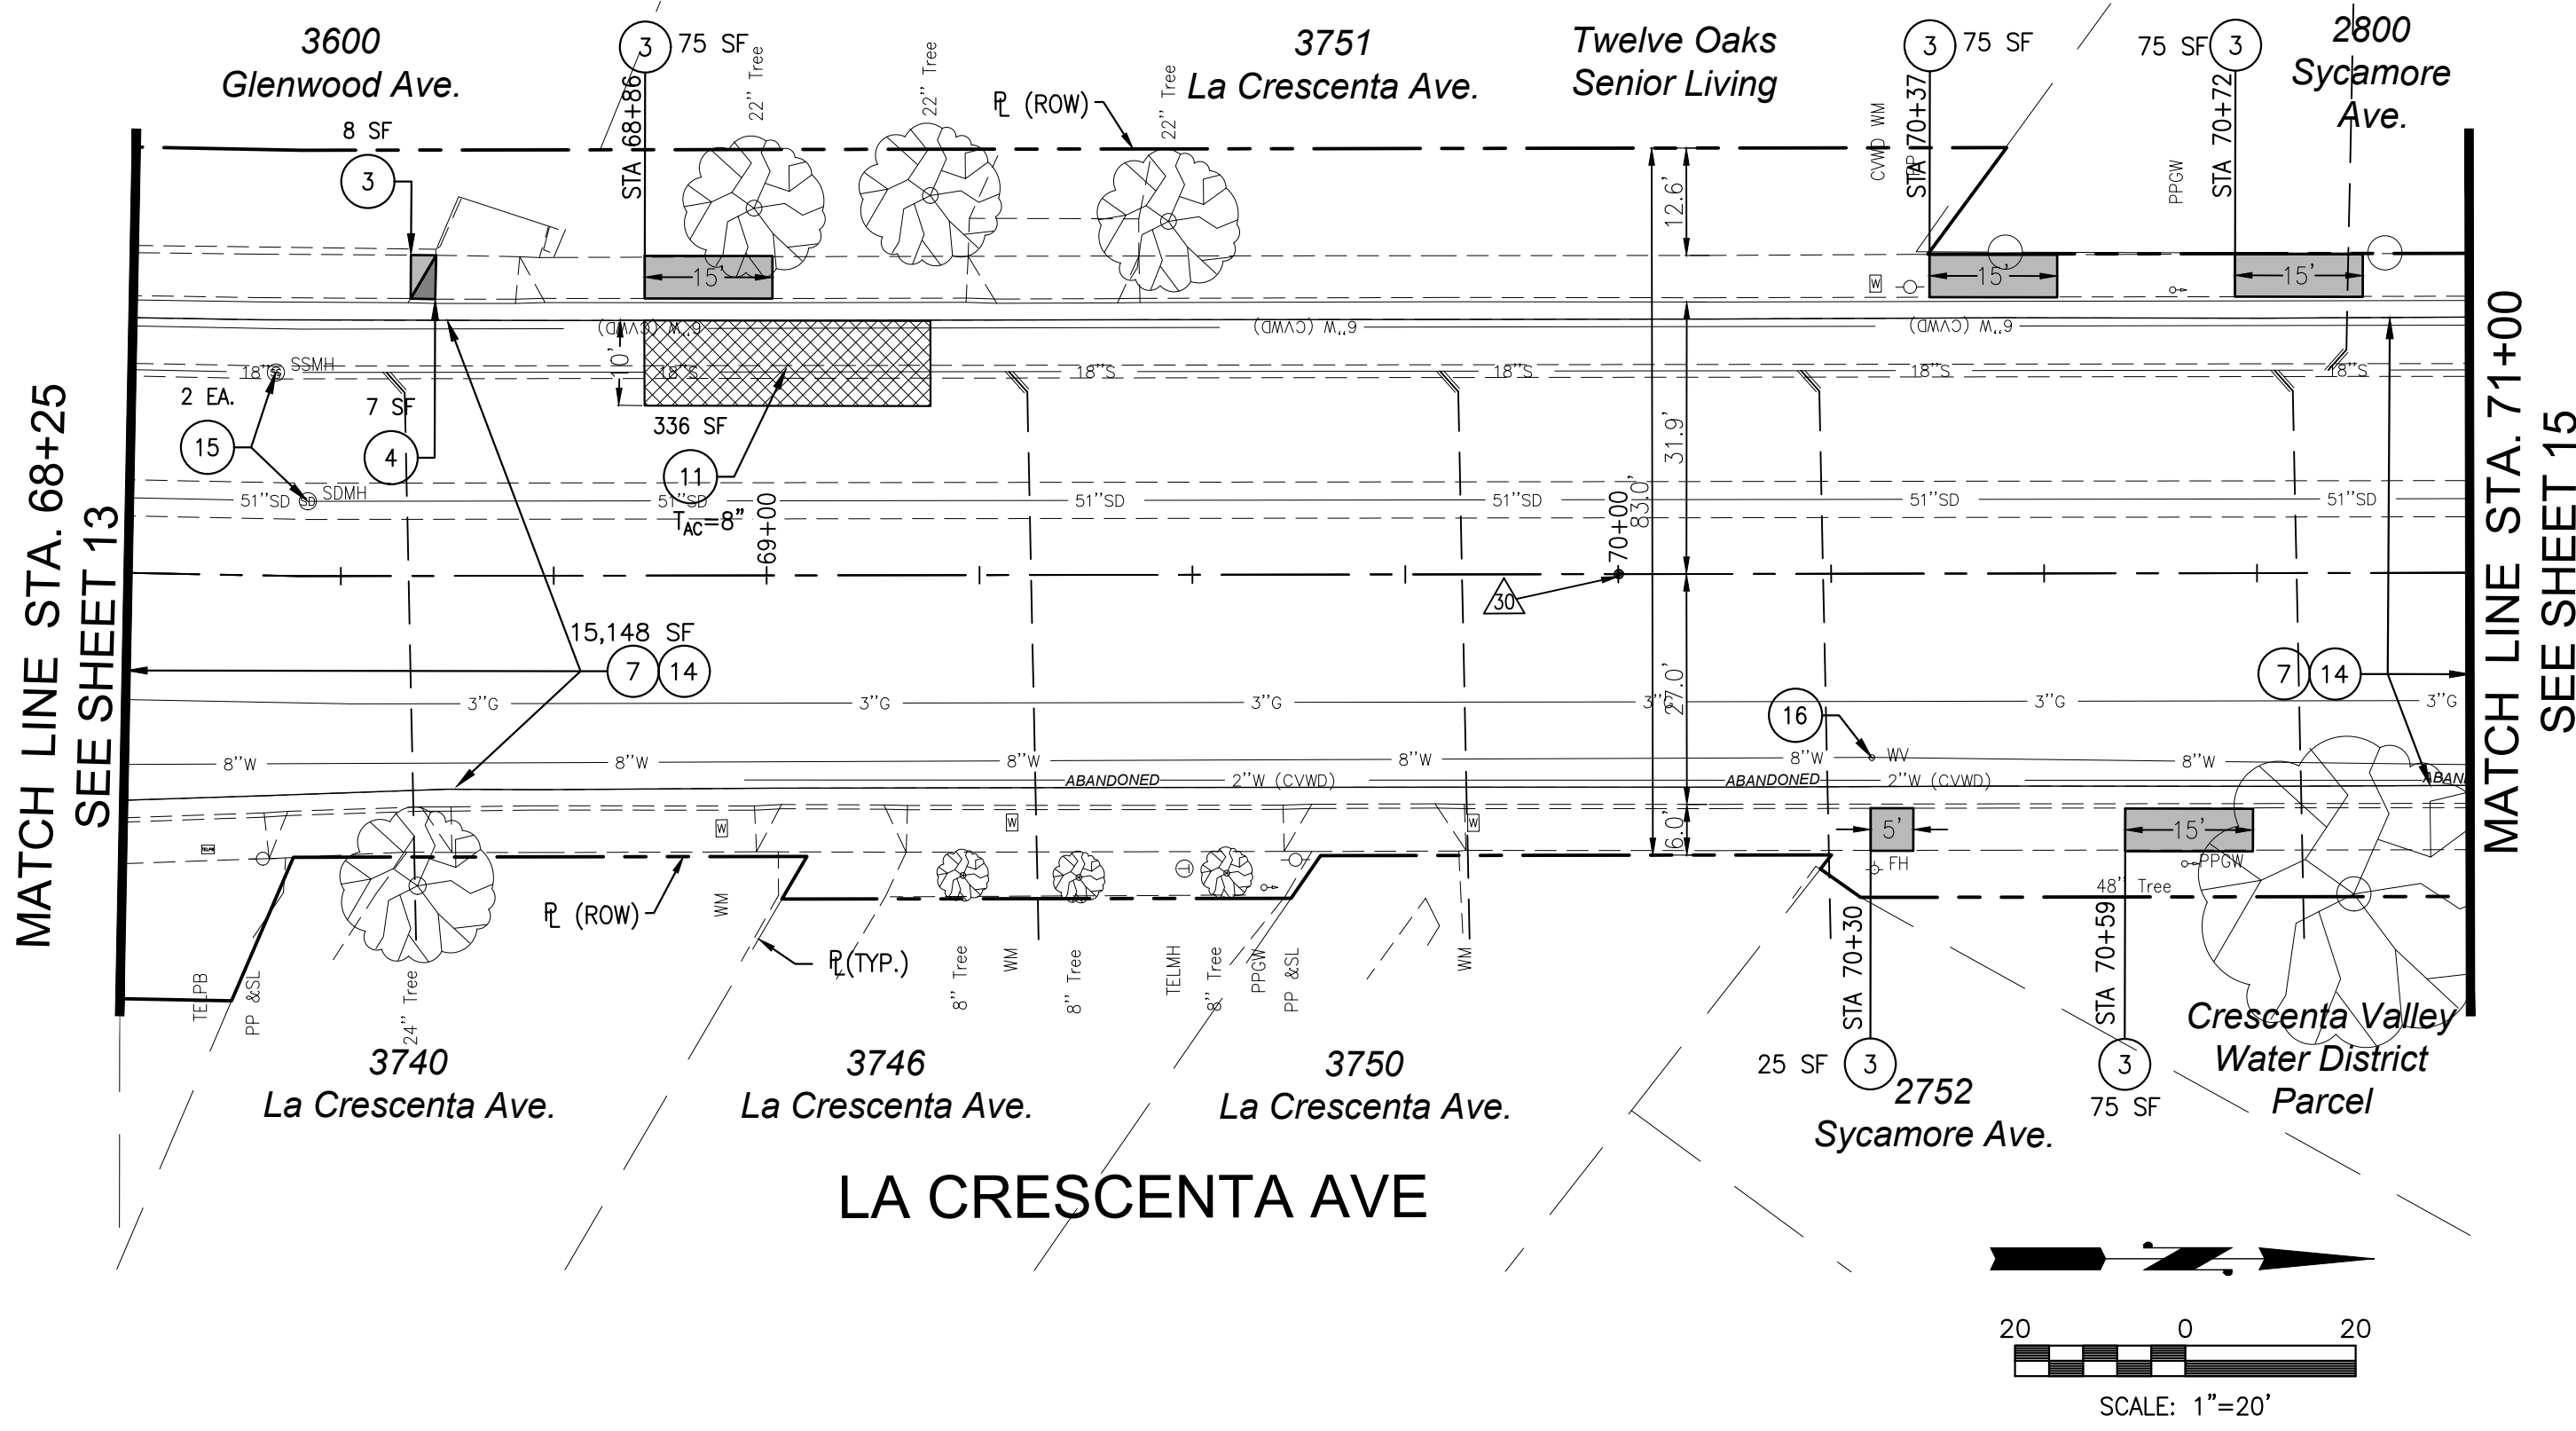 3600
Glenwood Ave.
3
75 SF
22" Tree
22" Tree
3751
La Crescenta Ave.
Twelve Oaks
Senior Living
3
75 SF
75 SF
3
2800
Sycamore
Ave.
8 SF
3
STA 68+86
℄ (ROW)
22" Tree
CVWD WM
STA 70+37
PPGW
STA 70+72
12.6'
15'
15'
15'
W
6"W (CVWD)
6"W (CVWD)
6"W (CVWD)
10'
18"S
SS
SSMH
18"S
18"S
18"S
18"S
18"S
2 EA.
15
7 SF
4
336 SF
11
31.9'
83.0'
51"SD
SD
SDMH
51"SD
51"SD
51"SD
51"SD
51"SD
TAC=8"
69+00
70+00
30
MATCH LINE STA. 68+25
SEE SHEET 13
MATCH LINE STA. 71+00
SEE SHEET 15
15,148 SF
7
14
7
14
3"G
3"G
3"G
3"G
27.0'
3"G
3"G
16
WV
8"W
8"W
8"W
8"W
8"W
8"W
ABANDONED
2"W (CVWD)
ABANDONED
2"W (CVWD)
ABAN
W
W
W
6.0'
5'
15'
FH
PPGW
48" Tree
℄ (ROW)
WM
℄(TYP.)
TELPB
PP &SL
24" Tree
8" Tree
WM
8" Tree
TELMH
8" Tree
PPGW
PP &SL
WM
STA 70+30
STA 70+59
3740
La Crescenta Ave.
3746
La Crescenta Ave.
3750
La Crescenta Ave.
25 SF
3
2752
Sycamore Ave.
3
75 SF
Crescenta Valley
Water District
Parcel
LA CRESCENTA AVE
20
0
20
SCALE: 1"=20'